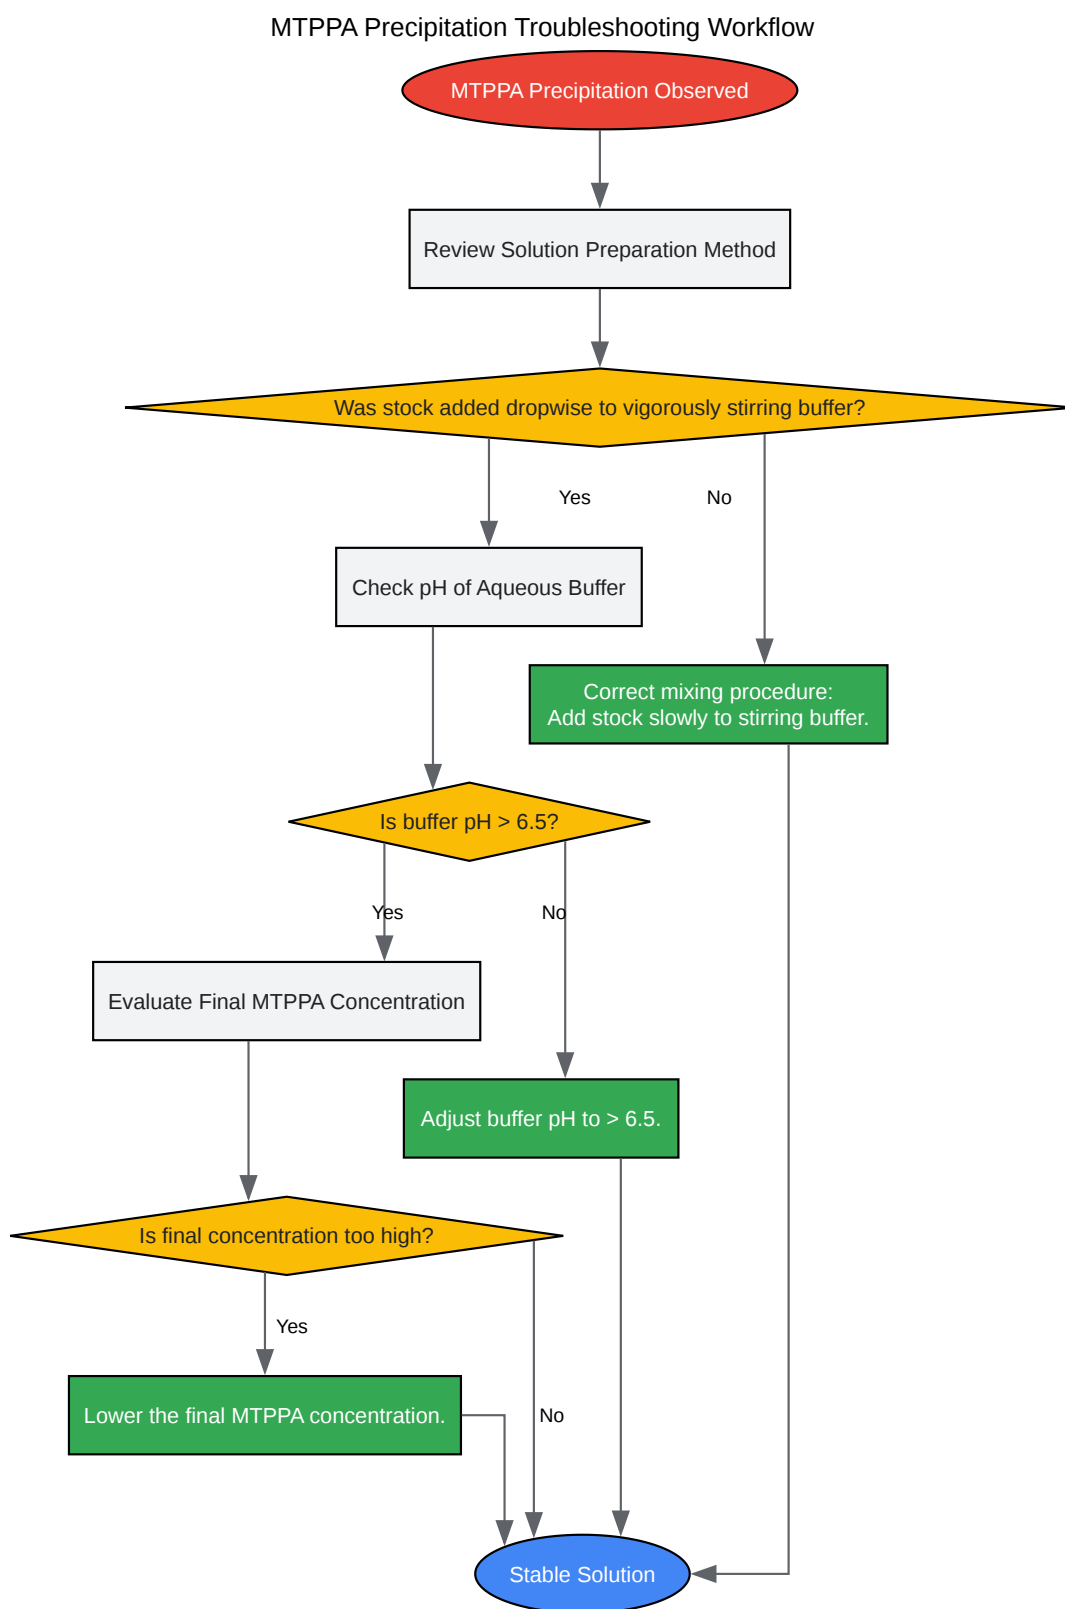 MTPPA Precipitation Troubleshooting Workflow
MTPPA Precipitation Observed
Review Solution Preparation Method
Was stock added dropwise to vigorously stirring buffer?
Yes
No
Check pH of Aqueous Buffer
Correct mixing procedure:
Add stock slowly to stirring buffer.
Is buffer pH > 6.5?
Yes
No
Evaluate Final MTPPA Concentration
Adjust buffer pH to > 6.5.
Is final concentration too high?
Yes
Lower the final MTPPA concentration.
No
Stable Solution